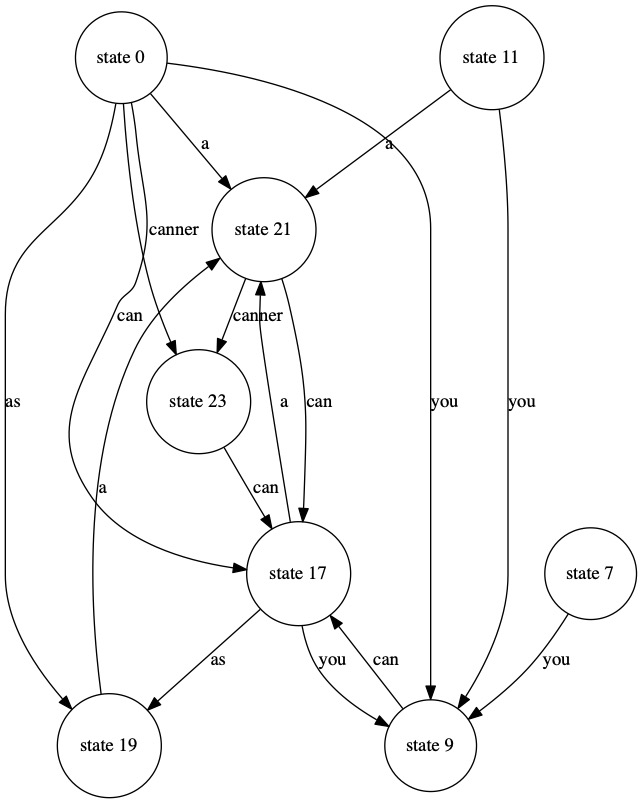 state 0
state 11
a
a
state 21
canner
can
canner
state 23
as
a
can
you
you
a
can
state 17
state 7
as
you
can
you
state 19
state 9